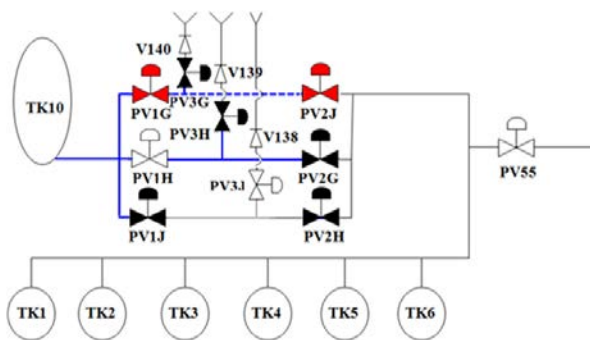 V140
V139
TK10
PV1G
PV3G
PV2J
PV3H
V138
PV1H
PV3J
PV2G
PV55
PV1J
PV2H
TK1 TK2 TK3 TK4 TK5 TK6